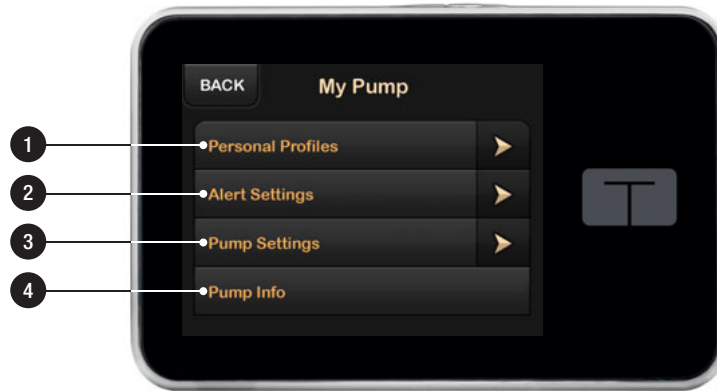 BACK
My Pump
1
Personal Profiles
2
Alert Settings
3
Pump Settings
4
Pump Info